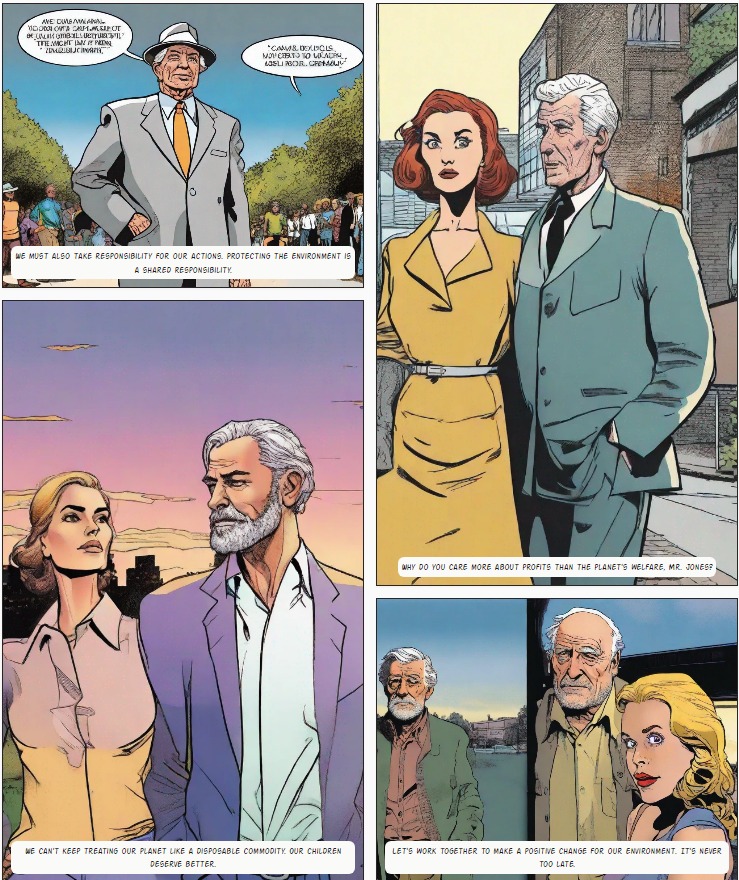 WE MUST ALSO TAKE RESPONSIBILITY FOR OUR ACTIONS. PROTECTING THE ENVIRONMENT IS
A SHARED RESPONSIBILITY.
WHY DO YOU CARE MORE ABOUT PROFITS THAN THE PLANET'S WELFARE, MR. JONES?
WE CAN'T KEEP TREATING OUR PLANET LIKE A DISPOSABLE COMMODITY. OUR CHILDREN
DESERVE BETTER.
LET'S WORK TOGETHER TO MAKE A POSITIVE CHANGE FOR OUR ENVIRONMENT. IT'S NEVER
TOO LATE.